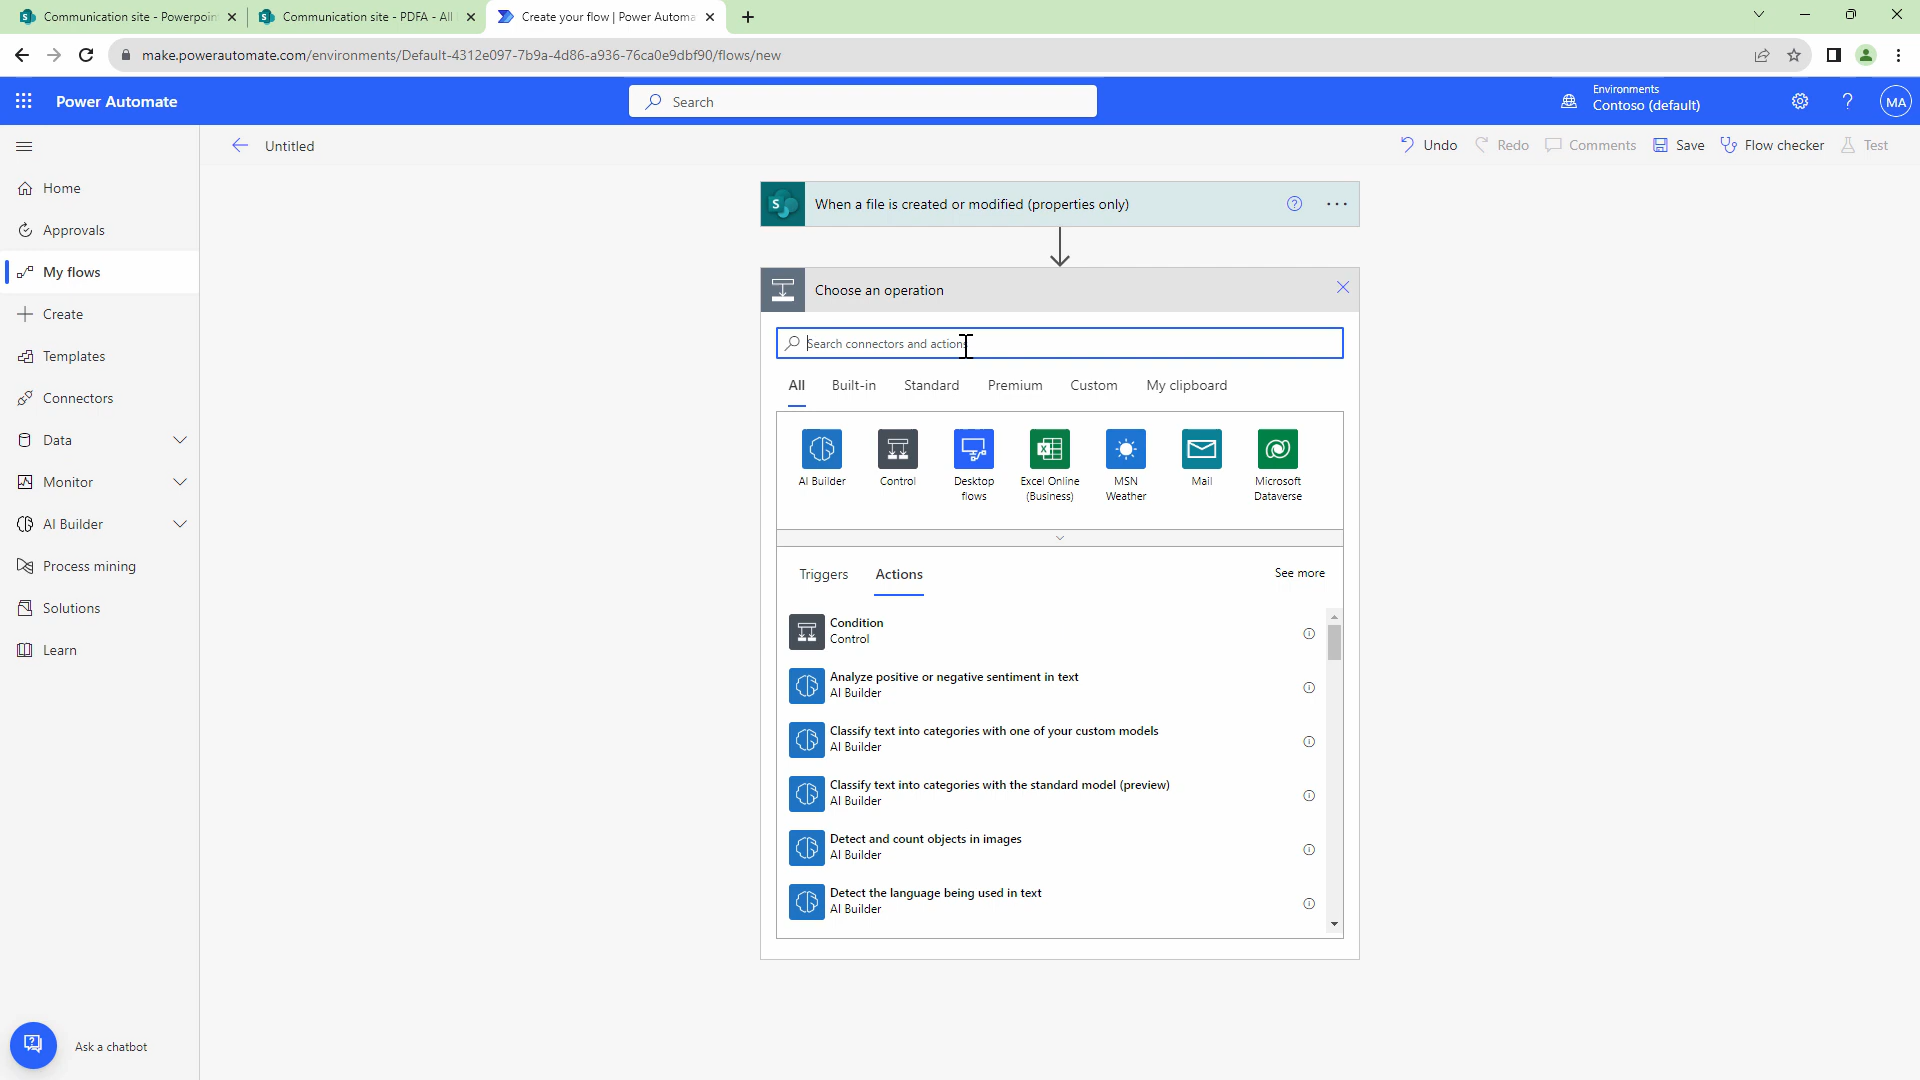 Communication site - Powerpoin
Communication site - PDFA - All
Create your flow | Power Automa
make.powerautomate.com/environments/Default-4312e097-7b9a-4d86-a936-76ca0e9dbf90/flows/new
Power Automate
Search
Environments
Contoso (default)
MA
Untitled
Undo
Redo
Comments
Save
Flow checker
Test
Home
Approvals
My flows
Create
Templates
Connectors
Data
Monitor
AI Builder
Process mining
Solutions
Learn
Ask a chatbot
When a file is created or modified (properties only)
Choose an operation
Search connectors and actions
All
Built-in
Standard
Premium
Custom
My clipboard
AI Builder
Control
Desktop
flows
Excel Online
(Business)
MSN
Weather
Mail
Microsoft
Dataverse
Triggers
Actions
See more
Condition
Control
Analyze positive or negative sentiment in text
AI Builder
Classify text into categories with one of your custom models
AI Builder
Classify text into categories with the standard model (preview)
AI Builder
Detect and count objects in images
AI Builder
Detect the language being used in text
AI Builder